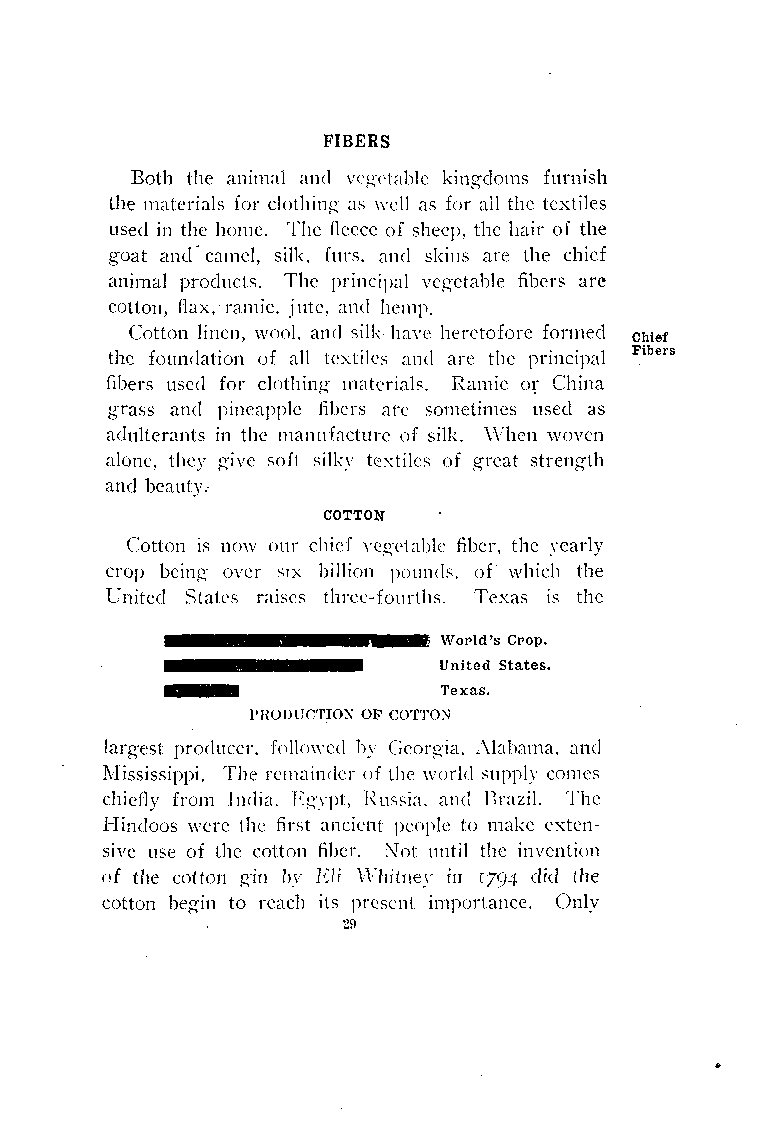 FIBERS
Both the animal and vegetable kingdoms furnish
the materials for clothing as well as for all the textiles
used in the home. The fleece of sheep, the hair of the
goat and camel, silk, furs, and skins are the chief
animal products. The principal vegetable fibers are
cotton, flax, ramie, jute, and hemp.
Cotton linen, wool, and silk have heretofore formed
the foundation of all textiles and are the principal
fibers used for clothing materials. Ramie or China
grass and pineapple fibers are sometimes used as
adulterants in the manufacture of silk. When woven
alone, they give soft silky textiles of great strength
and beauty.
Chief
Fibers
COTTON
Cotton is now our chief vegetable fiber, the yearly
crop being over six billion pounds, of which the
United States raises three-fourths. Texas is the
World's Crop.
United States.
Texas.
PRODUCTION OF COTTON
largest producer, followed by Georgia, Alabama, and
Mississippi. The remainder of the world supply comes
chiefly from India, Egypt, Russia, and Brazil. The
Hindoos were the first ancient people to make exten-
sive use of the cotton fiber. Not until the invention
of the cotton gin by Eli Whitney in 1794 did the
cotton begin to reach its present importance. Only
29